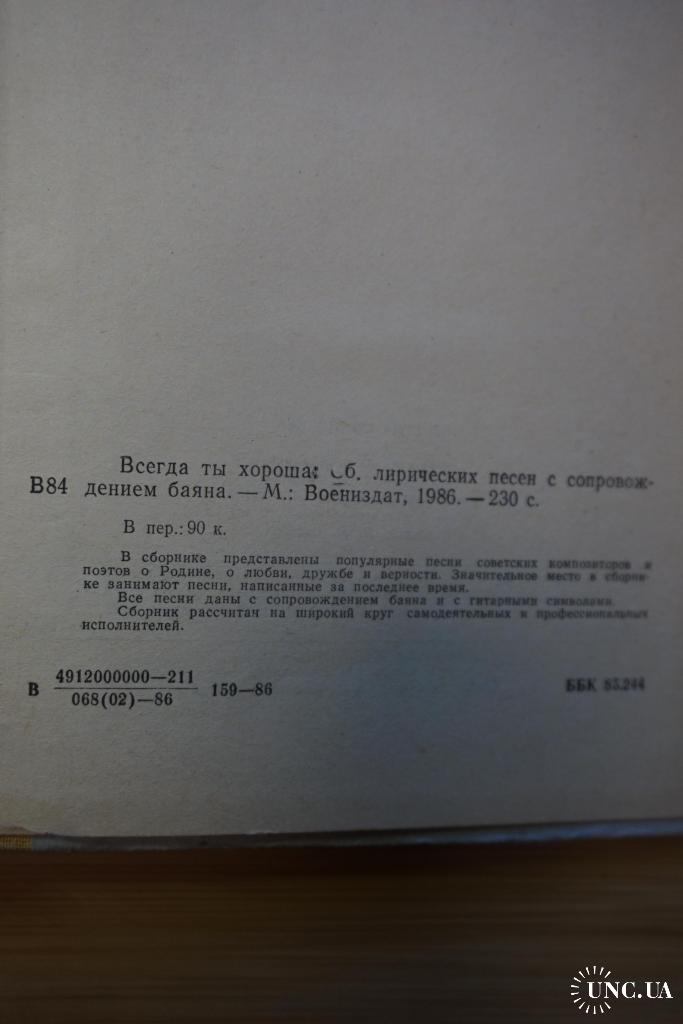 Всегда ты хороша: Сб. лирических песен с сопровож-
В84 дением баяна. — М.: Воениздат, 1986. — 230 с.
В пер.: 90 к.
В сборнике представлены популярные песни советских композиторов и
поэтов о Родине, о любви, дружбе и верности. Значительное место в сборни-
ке занимают песни, написанные за последнее время.
Все песни даны с сопровождением баяна и с гитарными символами.
Сборник рассчитан на широкий круг самодеятельных и профессиональных
исполнителей.
4912000000—211
В 159—86 ББК 85.244
068(02)—86
UNC.UA